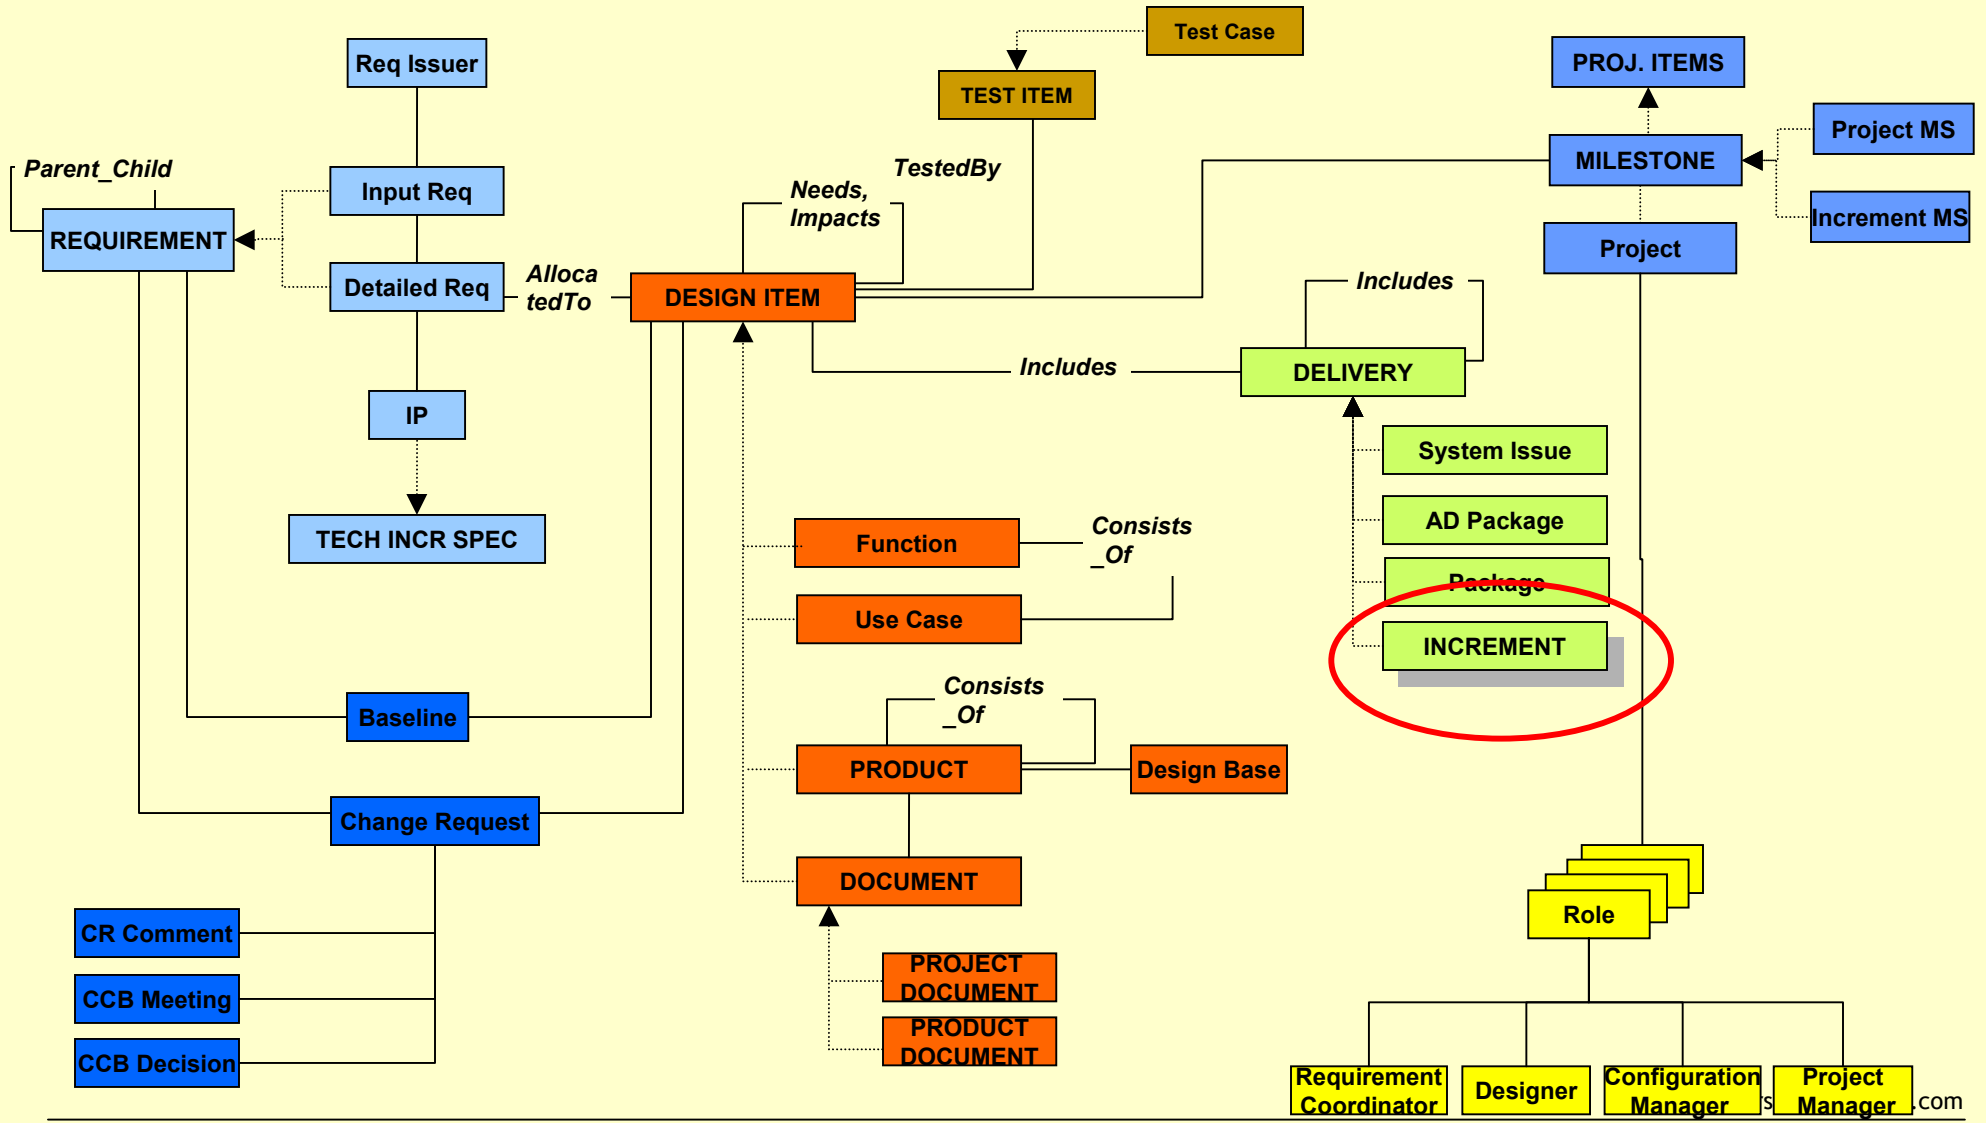 Test Case
Req Issuer
PROJ. ITEMS
TEST ITEM
Project MS
Parent_Child
TestedBy
MILESTONE
Input Req
Needs,
Impacts
Increment MS
REQUIREMENT
Project
Detailed Req
Alloca
tedTo
DESIGN ITEM
Includes
Includes
DELIVERY
IP
System Issue
AD Package
TECH INCR SPEC
Function
Consists
_Of
Package
Use Case
INCREMENT
Consists
_Of
Baseline
PRODUCT
Design Base
Change Request
DOCUMENT
Role
CR Comment
PROJECT
DOCUMENT
CCB Meeting
PRODUCT
DOCUMENT
CCB Decision
Requirement
Coordinator
Designer
Configuration
Manager
Project
Manager
.com